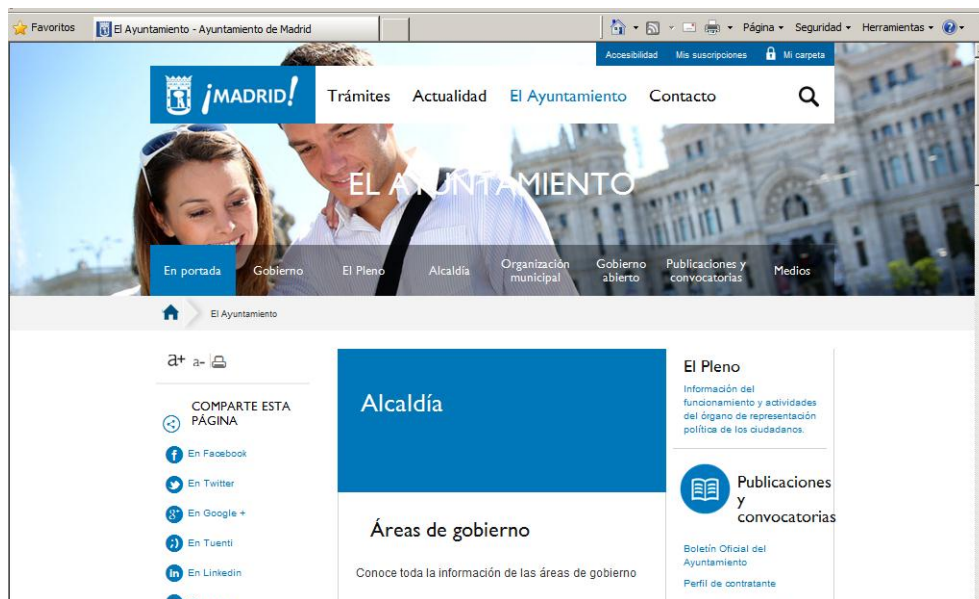 Favoritos
El Ayuntamiento - Ayuntamiento de Madrid
Página
Seguridad
Herramientas
Accesibilidad
Mis suscripciones
Mi carpeta
¡MADRID!
Trámites
Actualidad
El Ayuntamiento
Contacto
EL AYUNTAMIENTO
En portada
Gobierno
El Pleno
Alcaldía
Organización
municipal
Gobierno
abierto
Publicaciones y
convocatorias
Medios
El Ayuntamiento
a+ a-
COMPARTE ESTA
PÁGINA
En Facebook
En Twitter
En Google +
En Tuenti
En Linkedin
Alcaldía
Áreas de gobierno
Conoce toda la información de las áreas de gobierno
El Pleno
Información del
funcionamiento y actividades
del órgano de representación
política de los ciudadanos.
Publicaciones
y
convocatorias
Boletín Oficial del
Ayuntamiento
Perfil de contratante